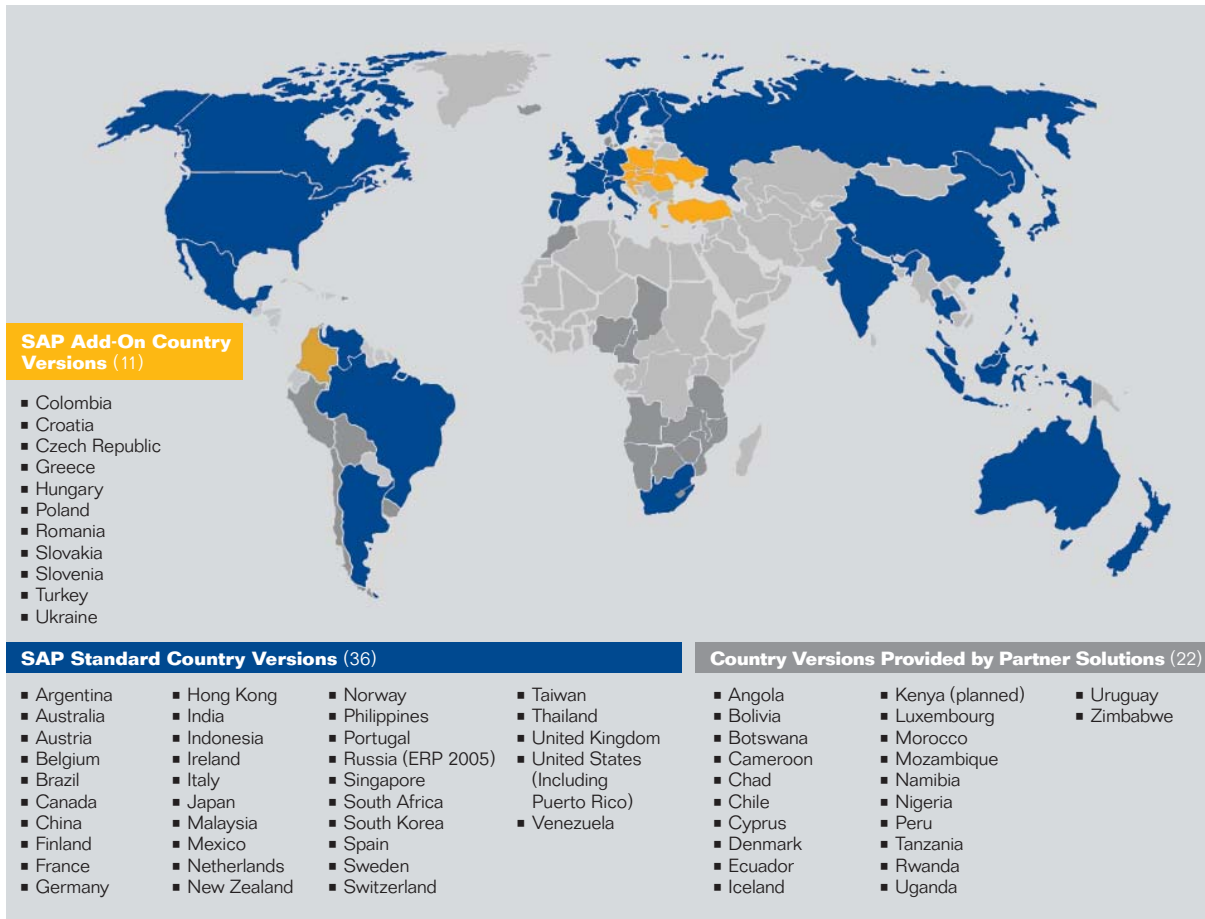 SAP Add-On Country
Versions (11)
▪ Colombia
▪ Croatia
▪ Czech Republic
▪ Greece
▪ Hungary
▪ Poland
▪ Romania
▪ Slovakia
▪ Slovenia
▪ Turkey
▪ Ukraine
SAP Standard Country Versions (36)
▪ Argentina
▪ Australia
▪ Austria
▪ Belgium
▪ Brazil
▪ Canada
▪ China
▪ Finland
▪ France
▪ Germany
▪ Hong Kong
▪ India
▪ Indonesia
▪ Ireland
▪ Italy
▪ Japan
▪ Malaysia
▪ Mexico
▪ Netherlands
▪ New Zealand
▪ Norway
▪ Philippines
▪ Portugal
▪ Russia (ERP 2005)
▪ Singapore
▪ South Africa
▪ South Korea
▪ Spain
▪ Sweden
▪ Switzerland
▪ Taiwan
▪ Thailand
▪ United Kingdom
▪ United States
(Including
Puerto Rico)
▪ Venezuela
Country Versions Provided by Partner Solutions (22)
▪ Angola
▪ Bolivia
▪ Botswana
▪ Cameroon
▪ Chad
▪ Chile
▪ Cyprus
▪ Denmark
▪ Ecuador
▪ Iceland
▪ Kenya (planned)
▪ Luxembourg
▪ Morocco
▪ Mozambique
▪ Namibia
▪ Nigeria
▪ Peru
▪ Tanzania
▪ Rwanda
▪ Uganda
▪ Uruguay
▪ Zimbabwe